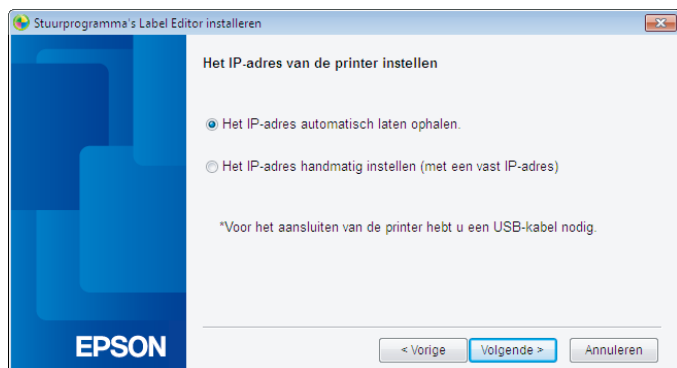 Stuurprogramma's Label Editor installeren
Het IP-adres van de printer instellen
Het IP-adres automatisch laten ophalen.
Het IP-adres handmatig instellen (met een vast IP-adres)
*Voor het aansluiten van de printer hebt u een USB-kabel nodig.
EPSON
< Vorige
Volgende >
Annuleren